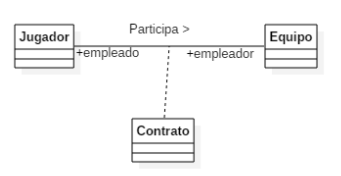 Participa >
Jugador
Equipo
+empleado
+empleador
Contrato